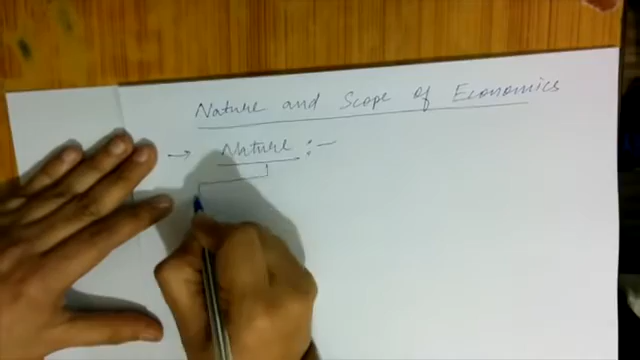 Nature and Scope of Economics
→ Nature :-